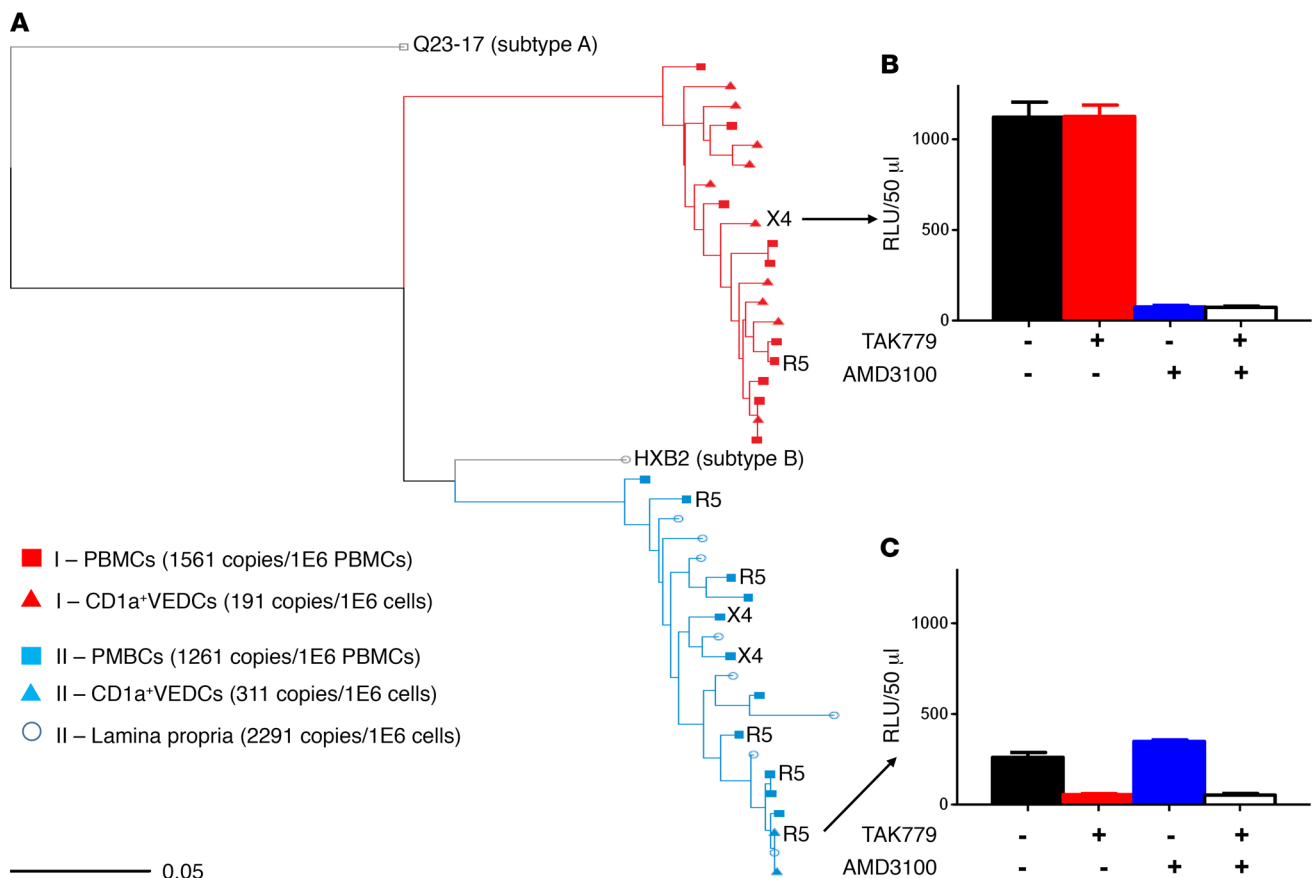 A
Q23-17 (subtype A)
X4
R5
HXB2 (subtype B)
R5
R5
X4
X4
R5
R5
R5
I – PBMCs (1561 copies/1E6 PBMCs)
I – CD1a⁺VEDCs (191 copies/1E6 cells)
II – PMBCs (1261 copies/1E6 PBMCs)
II – CD1a⁺VEDCs (311 copies/1E6 cells)
II – Lamina propria (2291 copies/1E6 cells)
0.05
B
RLU/50 µl
1000
500
0
TAK779 - + - +
AMD3100 - - + +
C
RLU/50 µl
1000
500
0
TAK779 - + - +
AMD3100 - - + +